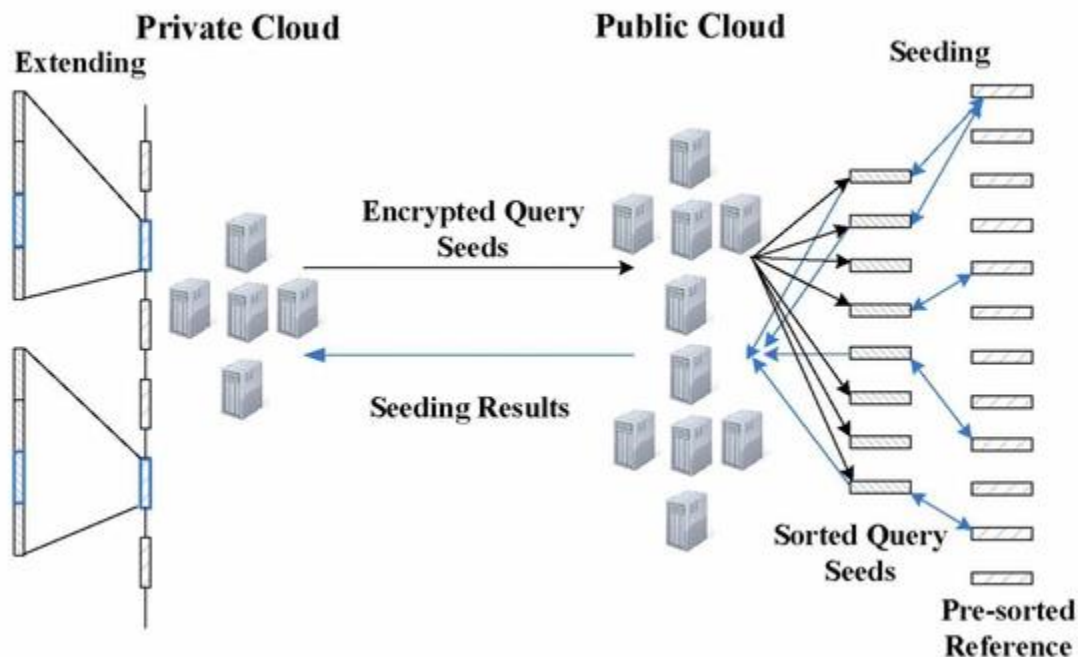 Private Cloud
Public Cloud
Extending
Seeding
Encrypted Query
Seeds
Seeding Results
Sorted Query
Seeds
Pre-sorted
Reference